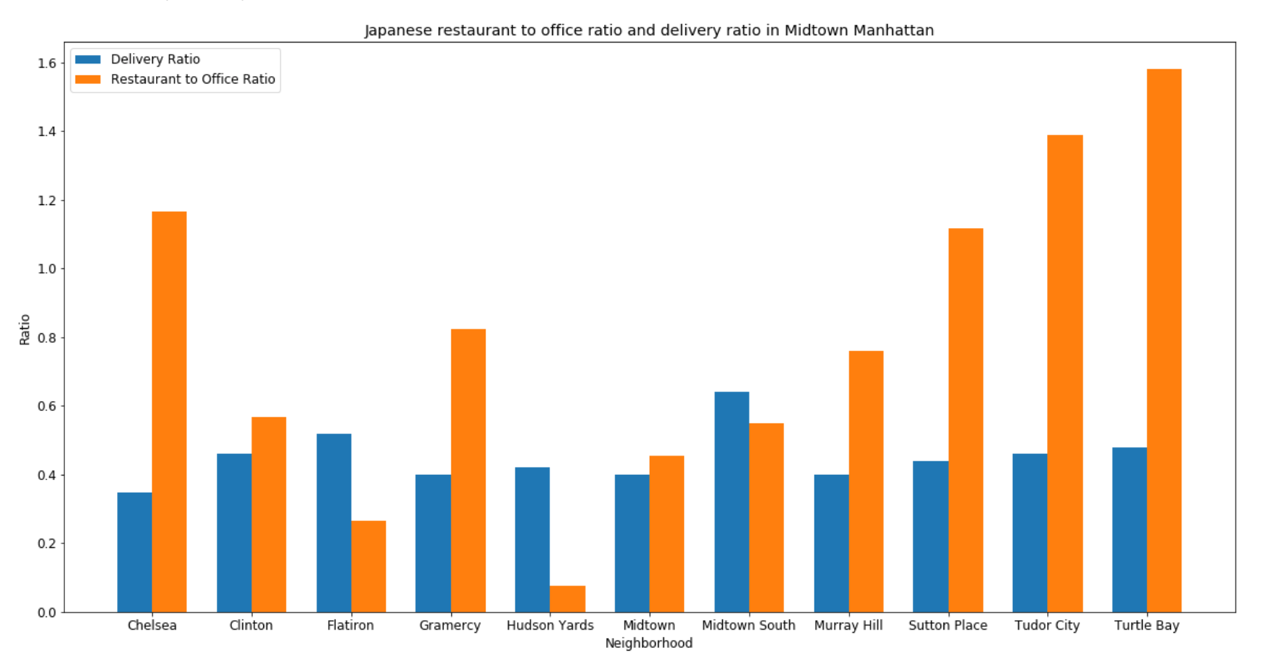 Japanese restaurant to office ratio and delivery ratio in Midtown Manhattan
Delivery Ratio
Restaurant to Office Ratio
1.6
1.4
1.2
1.0
0.8
0.6
0.4
0.2
0.0
Ratio
Chelsea Clinton Flatiron Gramercy Hudson Yards Midtown Midtown South Murray Hill Sutton Place Tudor City Turtle Bay
Neighborhood